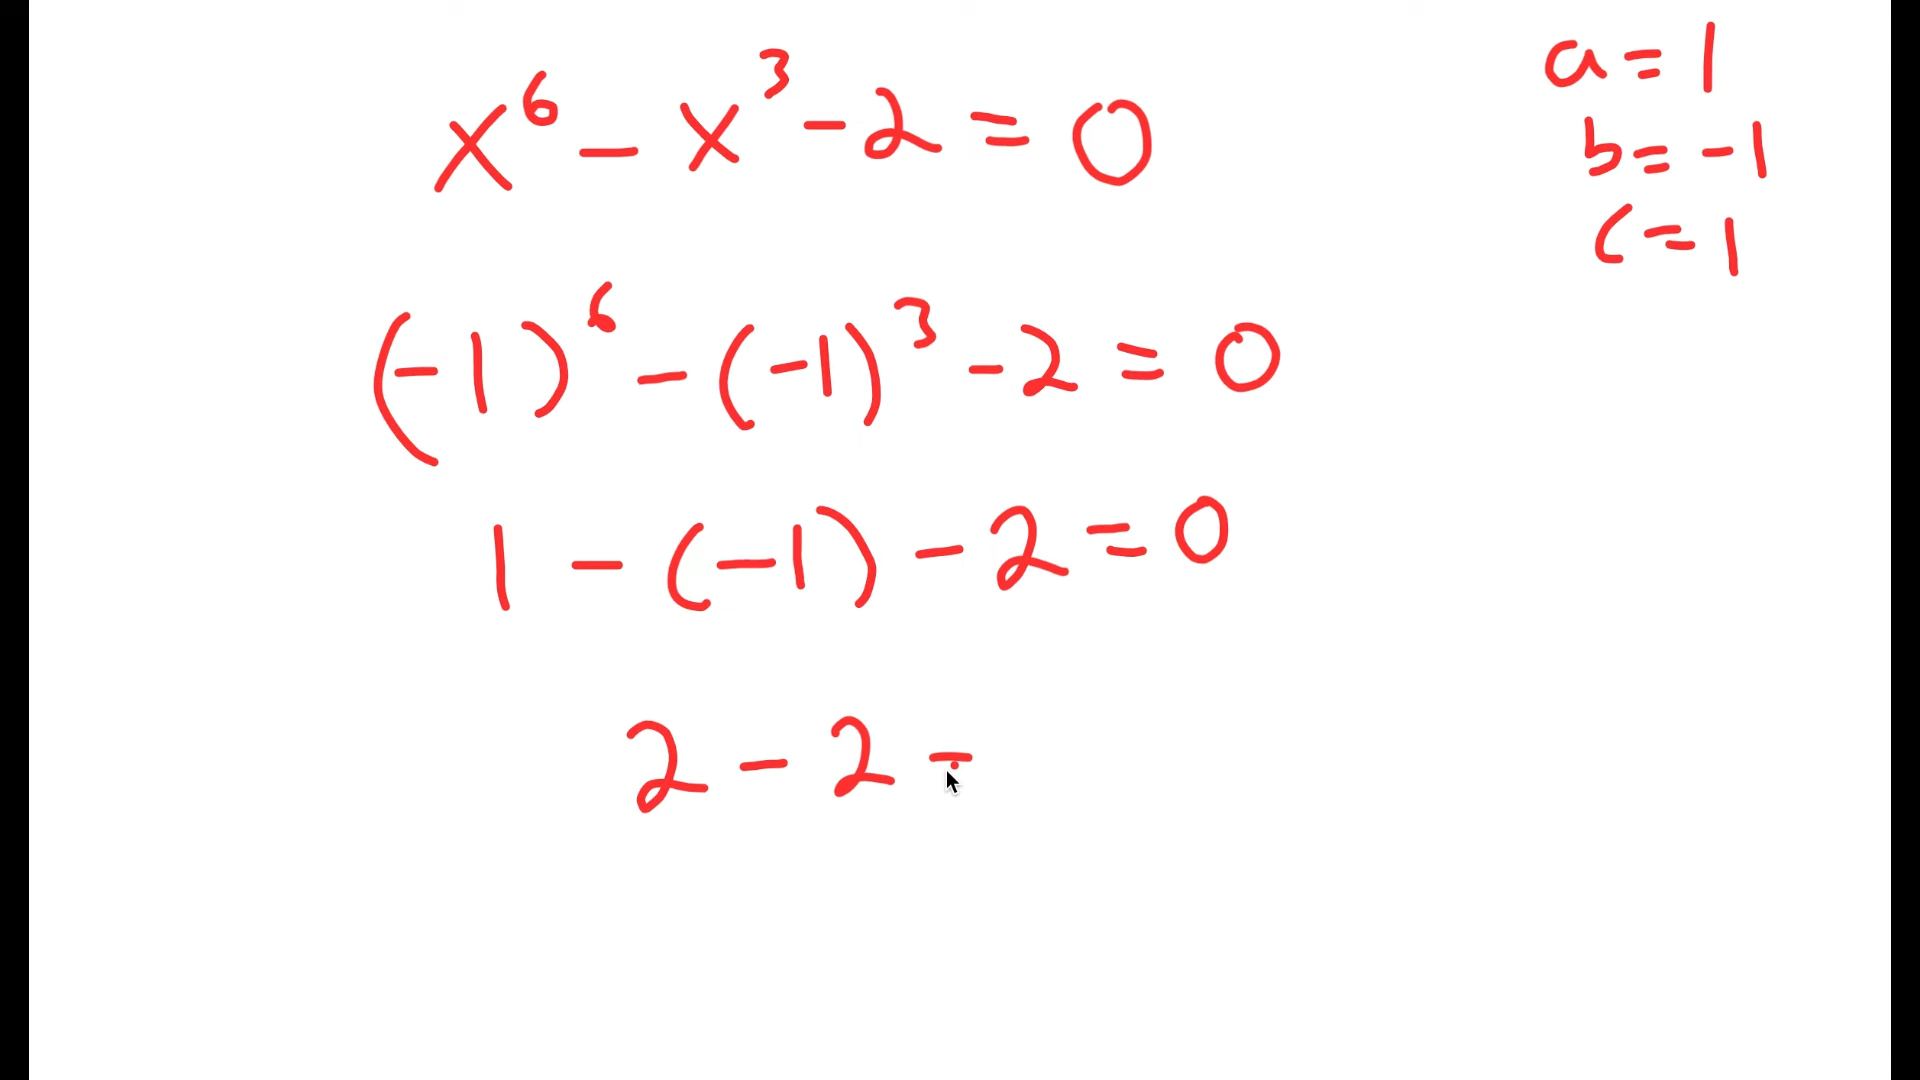 x⁶ - x³ - 2 = 0
a = 1
b = -1
c = 1
(-1)⁶ - (-1)³ - 2 = 0
1 - (-1) - 2 = 0
2 - 2 =